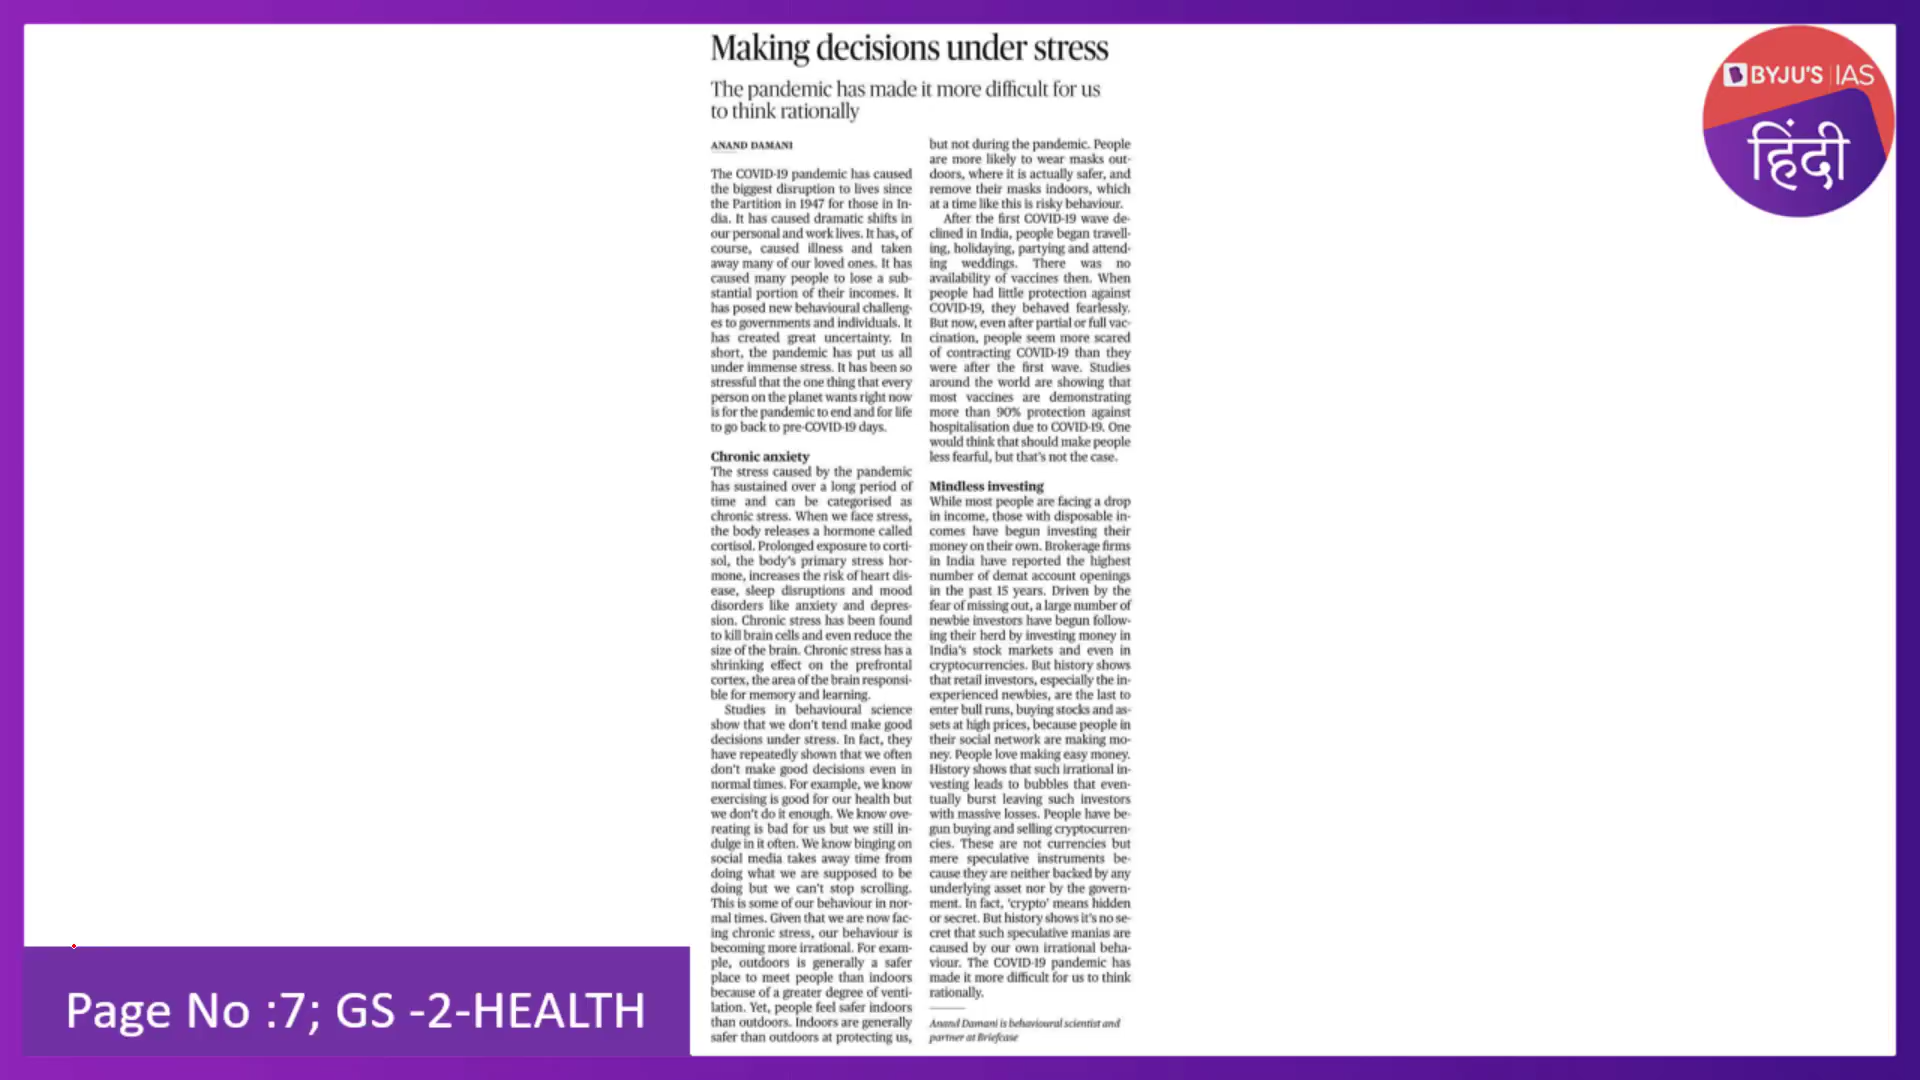 Making decisions under stress
The pandemic has made it more difficult for us
to think rationally
ANAND DAMANI
The COVID-19 pandemic has caused
the biggest disruption to lives since
the Partition in 1947 for those in In-
dia. It has caused dramatic shifts in
our personal and work lives. It has, of
course, caused illness and taken
away many of our loved ones. It has
caused many people to lose a sub-
stantial portion of their incomes. It
has posed new behavioural challeng-
es to governments and individuals. It
has created great uncertainty. In
short, the pandemic has put us all
under immense stress. It has been so
stressful that the one thing that every
person on the planet wants right now
is for the pandemic to end and for life
to go back to pre-COVID-19 days.
Chronic anxiety
The stress caused by the pandemic
has sustained over a long period of
time and can be categorised as
chronic stress. When we face stress,
the body releases a hormone called
cortisol. Prolonged exposure to corti-
sol, the body's primary stress hor-
mone, increases the risk of heart dis-
ease, sleep disruptions and mood
disorders like anxiety and depres-
sion. Chronic stress has been found
to kill brain cells and even reduce the
size of the brain. Chronic stress has a
shrinking effect on the prefrontal
cortex, the area of the brain responsi-
ble for memory and learning.
Studies in behavioural science
show that we don't tend make good
decisions under stress. In fact, they
have repeatedly shown that we often
don't make good decisions even in
normal times. For example, we know
exercising is good for our health but
we don't do it enough. We know ove-
reating is bad for us but we still in-
dulge in it often. We know binging on
social media takes away time from
doing what we are supposed to be
doing but we can't stop scrolling.
This is some of our behaviour in nor-
mal times. Given that we are now fac-
ing chronic stress, our behaviour is
becoming more irrational. For exam-
ple, outdoors is generally a safer
place to meet people than indoors
because of a greater degree of venti-
lation. Yet, people feel safer indoors
than outdoors. Indoors are generally
safer than outdoors at protecting us,
but not during the pandemic. People
are more likely to wear masks out-
doors, where it is actually safer, and
remove their masks indoors, which
at a time like this is risky behaviour.
After the first COVID-19 wave de-
clined in India, people began travell-
ing, holidaying, partying and attend-
ing weddings. There was no
availability of vaccines then. When
people had little protection against
COVID-19, they behaved fearlessly.
But now, even after partial or full vac-
cination, people seem more scared
of contracting COVID-19 than they
were after the first wave. Studies
around the world are showing that
most vaccines are demonstrating
more than 90% protection against
hospitalisation due to COVID-19. One
would think that should make people
less fearful, but that's not the case.
Mindless investing
While most people are facing a drop
in income, those with disposable in-
comes have begun investing their
money on their own. Brokerage firms
in India have reported the highest
number of demat account openings
in the past 15 years. Driven by the
fear of missing out, a large number of
newbie investors have begun follow-
ing their herd by investing money in
India's stock markets and even in
cryptocurrencies. But history shows
that retail investors, especially the in-
experienced newbies, are the last to
enter bull runs, buying stocks and as-
sets at high prices, because people in
their social network are making mo-
ney. People love making easy money.
History shows that such irrational in-
vesting leads to bubbles that even-
tually burst leaving such investors
with massive losses. People have be-
gun buying and selling cryptocurren-
cies. These are not currencies but
mere speculative instruments be-
cause they are neither backed by any
underlying asset nor by the govern-
ment. In fact, 'crypto' means hidden
or secret. But history shows it's no se-
cret that such speculative manias are
caused by our own irrational beha-
viour. The COVID-19 pandemic has
made it more difficult for us to think
rationally.
Anand Damani is behavioural scientist and
partner at Briefcase
BYJU'S | IAS
हिंदी
Page No :7; GS -2-HEALTH